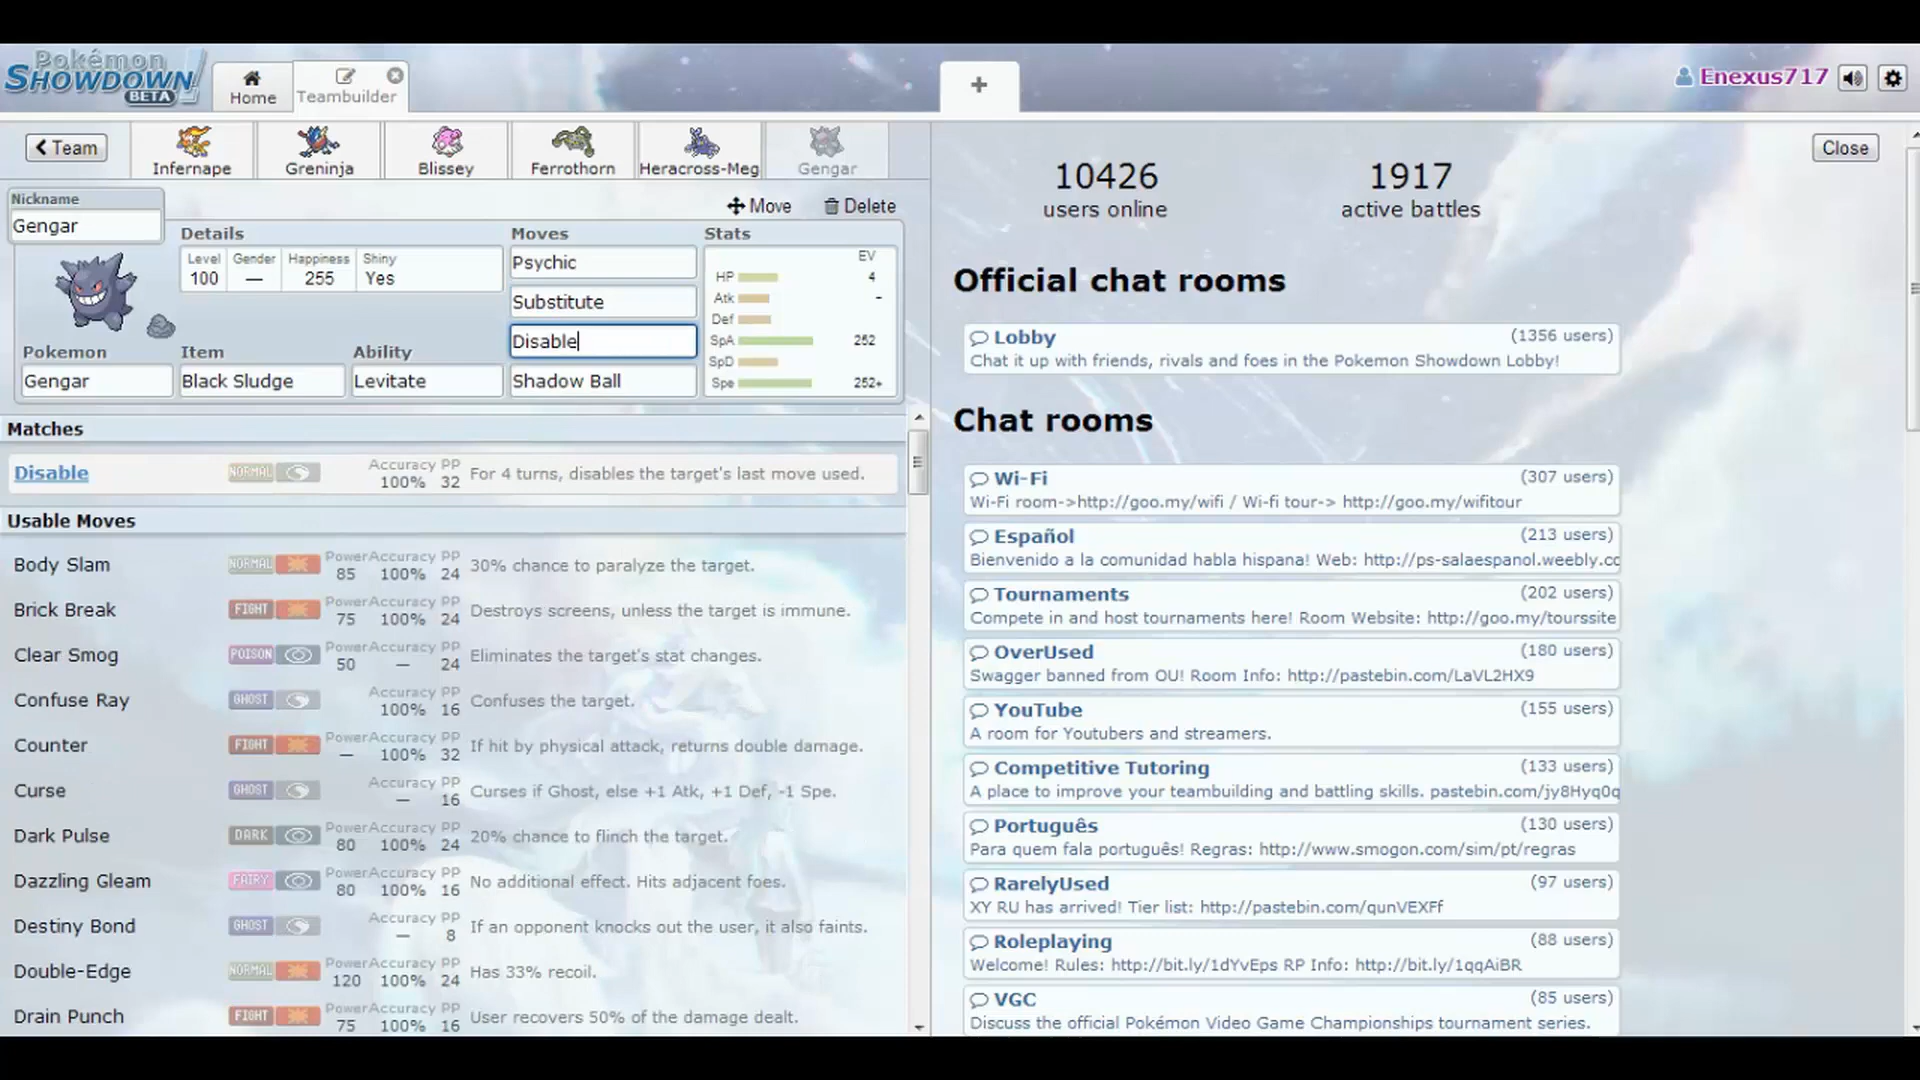 Pokémon
SHOWDOWN!
BETA
Home
Teambuilder
+
Enexus717
Team
Infernape
Greninja
Blissey
Ferrothorn
Heracross-Meg
Gengar
Close
Nickname
Gengar
Move
Delete
Details
Level
100
Gender
—
Happiness
255
Shiny
Yes
Pokemon
Gengar
Item
Black Sludge
Ability
Levitate
Moves
Psychic
Substitute
Disable
Shadow Ball
Stats
EV
HP 4
Atk -
Def
SpA 252
SpD
Spe 252+
Matches
Disable NORMAL Accuracy 100% PP 32 For 4 turns, disables the target's last move used.
Usable Moves
Body Slam NORMAL Power 85 Accuracy 100% PP 24 30% chance to paralyze the target.
Brick Break FIGHT Power 75 Accuracy 100% PP 24 Destroys screens, unless the target is immune.
Clear Smog POISON Power 50 Accuracy — PP 24 Eliminates the target's stat changes.
Confuse Ray GHOST Accuracy 100% PP 16 Confuses the target.
Counter FIGHT Power — Accuracy 100% PP 32 If hit by physical attack, returns double damage.
Curse GHOST Accuracy — PP 16 Curses if Ghost, else +1 Atk, +1 Def, -1 Spe.
Dark Pulse DARK Power 80 Accuracy 100% PP 24 20% chance to flinch the target.
Dazzling Gleam FAIRY Power 80 Accuracy 100% PP 16 No additional effect. Hits adjacent foes.
Destiny Bond GHOST Accuracy — PP 8 If an opponent knocks out the user, it also faints.
Double-Edge NORMAL Power 120 Accuracy 100% PP 24 Has 33% recoil.
Drain Punch FIGHT Power 75 Accuracy 100% PP 16 User recovers 50% of the damage dealt.
10426
users online
1917
active battles
Official chat rooms
Lobby (1356 users)
Chat it up with friends, rivals and foes in the Pokemon Showdown Lobby!
Chat rooms
Wi-Fi (307 users)
Wi-Fi room->http://goo.my/wifi / Wi-fi tour-> http://goo.my/wifitour
Español (213 users)
Bienvenido a la comunidad habla hispana! Web: http://ps-salaespanol.weebly.cc
Tournaments (202 users)
Compete in and host tournaments here! Room Website: http://goo.my/tourssite
OverUsed (180 users)
Swagger banned from OU! Room Info: http://pastebin.com/LaVL2HX9
YouTube (155 users)
A room for Youtubers and streamers.
Competitive Tutoring (133 users)
A place to improve your teambuilding and battling skills. pastebin.com/jy8Hyq0q
Português (130 users)
Para quem fala português! Regras: http://www.smogon.com/sim/pt/regras
RarelyUsed (97 users)
XY RU has arrived! Tier list: http://pastebin.com/qunVEXFf
Roleplaying (88 users)
Welcome! Rules: http://bit.ly/1dYvEps RP Info: http://bit.ly/1qqAiBR
VGC (85 users)
Discuss the official Pokémon Video Game Championships tournament series.